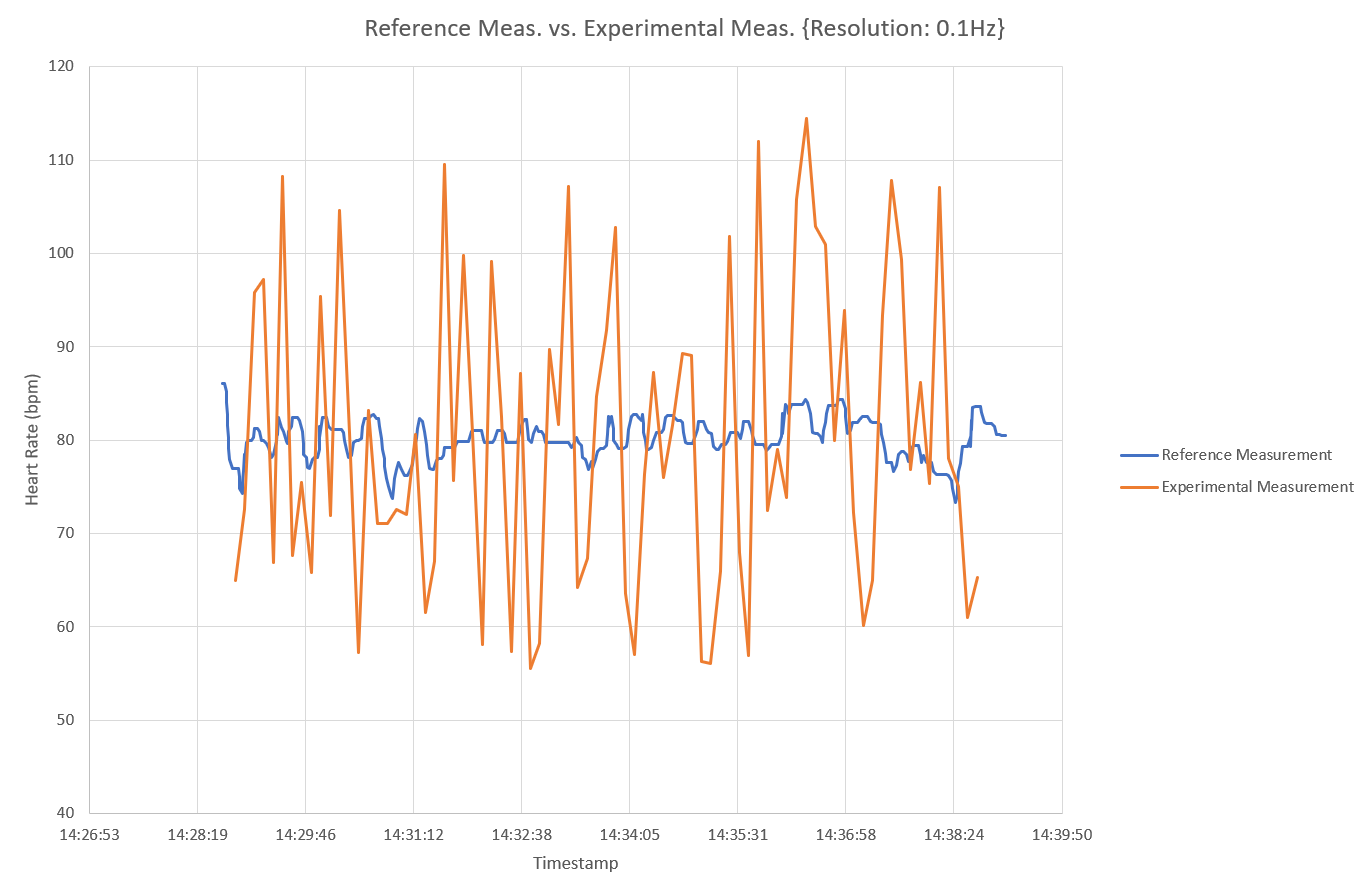 Reference Meas. vs. Experimental Meas. {Resolution: 0.1Hz}
120
110
100
90
80
70
60
50
40
Heart Rate (bpm)
14:26:53 14:28:19 14:29:46 14:31:12 14:32:38 14:34:05 14:35:31 14:36:58 14:38:24 14:39:50
Timestamp
Reference Measurement
Experimental Measurement